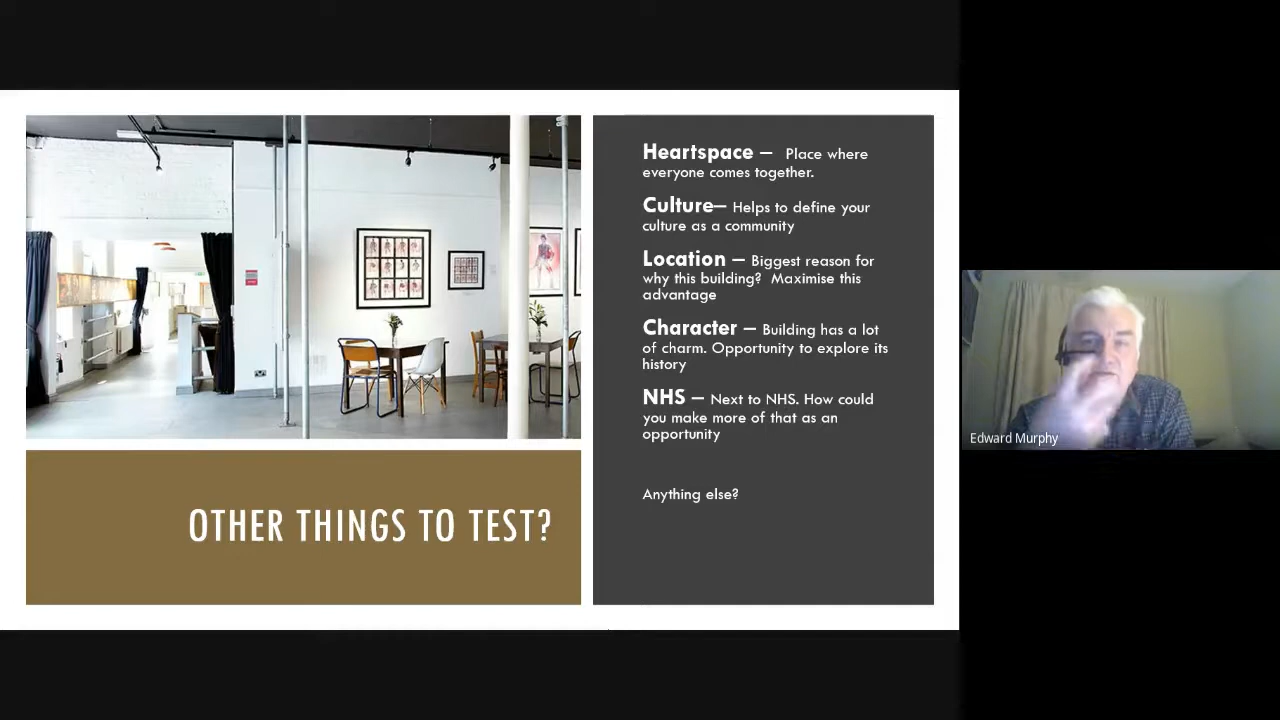 Heartspace – Place where
everyone comes together.
Culture– Helps to define your
culture as a community
Location – Biggest reason for
why this building? Maximise this
advantage
Character – Building has a lot
of charm. Opportunity to explore its
history
NHS – Next to NHS. How could
you make more of that as an
opportunity
Anything else?
OTHER THINGS TO TEST?
Edward Murphy